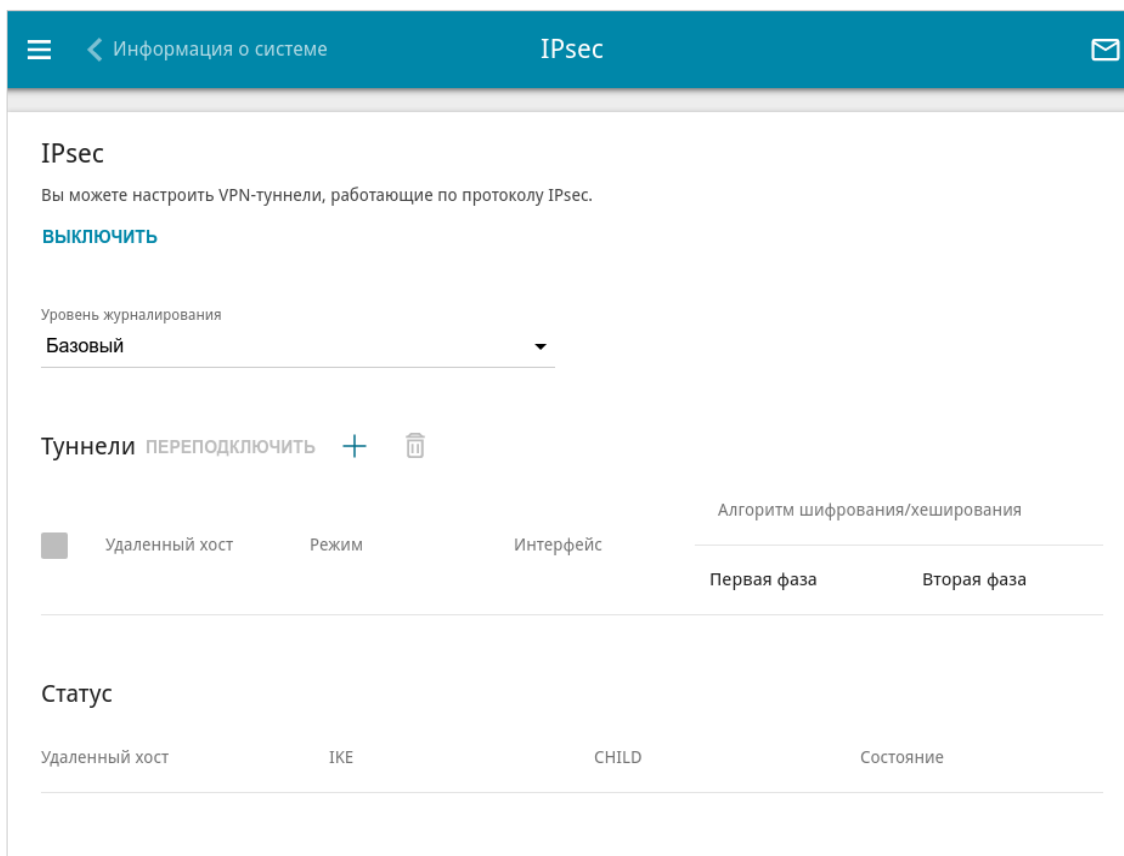 Информация о системе
IPsec
IPsec
Вы можете настроить VPN-туннели, работающие по протоколу IPsec.
ВЫКЛЮЧИТЬ
Уровень журналирования
Базовый
Туннели ПЕРЕПОДКЛЮЧИТЬ
Алгоритм шифрования/хеширования
Удаленный хост Режим Интерфейс
Первая фаза Вторая фаза
Статус
Удаленный хост IKE CHILD Состояние